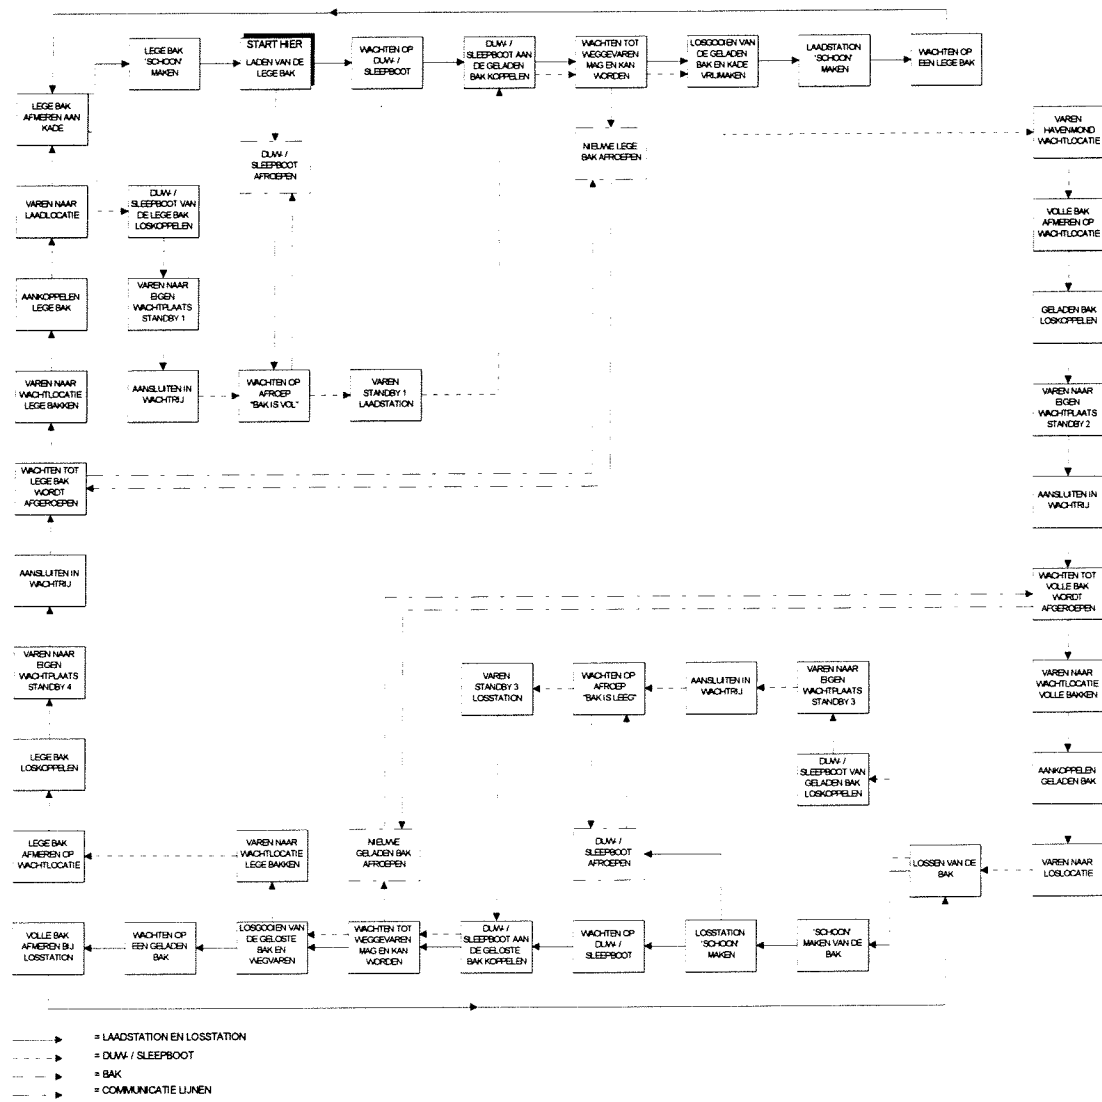 LEGE BAK
'SCHOON'
MAKEN
START HIER
LADEN VAN DE
LEGE BAK
WACHTEN OP
DUW- /
SLEEPBOOT
DUW- /
SLEEPBOOT AAN
DE GELADEN
BAK KOPPELEN
WACHTEN TOT
WEGGEVAREN
MAG EN KAN
WORDEN
LOSGOOIEN VAN
DE GELADEN
BAK EN KADE
VRIJMAKEN
LAADSTATION
'SCHOON'
MAKEN
WACHTEN OP
EEN LEGE BAK
LEGE BAK
AFMEREN AAN
KADE
VAREN
HAVENMOND
WACHTLOCATIE
DUW- /
SLEEPBOOT
AFROEPEN
NIEUWE LEGE
BAK AFROEPEN
VAREN NAAR
LAADLOCATIE
DUW- /
SLEEPBOOT VAN
DE LEGE BAK
LOSKOPPELEN
VOLLE BAK
AFMEREN OP
WACHTLOCATIE
AANKOPPELEN
LEGE BAK
VAREN NAAR
EIGEN
WACHTPLAATS
STANDBY 1
GELADEN BAK
LOSKOPPELEN
VAREN NAAR
WACHTLOCATIE
LEGE BAKKEN
AANSLUITEN IN
WACHTRIJ
WACHTEN OP
AFROEP
"BAK IS VOL"
VAREN
STANDBY 1
LAADSTATION
VAREN NAAR
EIGEN
WACHTPLAATS
STANDBY 2
WACHTEN TOT
LEGE BAK
WORDT
AFGEROEPEN
AANSLUITEN IN
WACHTRIJ
AANSLUITEN IN
WACHTRIJ
WACHTEN TOT
VOLLE BAK
WORDT
AFGEROEPEN
VAREN NAAR
EIGEN
WACHTPLAATS
STANDBY 4
VAREN
STANDBY 3
LOSSTATION
WACHTEN OP
AFROEP
"BAK IS LEEG"
AANSLUITEN IN
WACHTRIJ
VAREN NAAR
EIGEN
WACHTPLAATS
STANDBY 3
VAREN NAAR
WACHTLOCATIE
VOLLE BAKKEN
LEGE BAK
LOSKOPPELEN
DUW- /
SLEEPBOOT VAN
GELADEN BAK
LOSKOPPELEN
AANKOPPELEN
GELADEN BAK
LEGE BAK
AFMEREN OP
WACHTLOCATIE
VAREN NAAR
WACHTLOCATIE
LEGE BAKKEN
NIEUWE
GELADEN BAK
AFROEPEN
DUW- /
SLEEPBOOT
AFROEPEN
LOSSEN VAN DE
BAK
VAREN NAAR
LOSLOCATIE
VOLLE BAK
AFMEREN BIJ
LOSSTATION
WACHTEN OP
EEN GELADEN
BAK
LOSGOOIEN VAN
DE GELOSTE
BAK EN
WEGVAREN
WACHTEN TOT
WEGGEVAREN
MAG EN KAN
WORDEN
DUW- /
SLEEPBOOT AAN
DE GELOSTE
BAK KOPPELEN
WACHTEN OP
DUW- /
SLEEPBOOT
LOSSTATION
'SCHOON'
MAKEN
'SCHOON'
MAKEN VAN DE
BAK
= LAADSTATION EN LOSSTATION
= DUW- / SLEEPBOOT
= BAK
= COMMUNICATIE LIJNEN